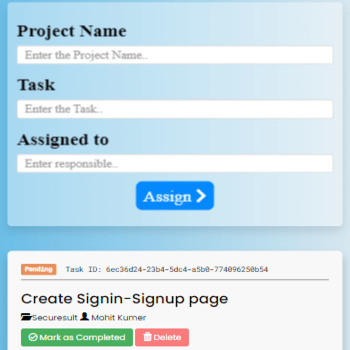 Project Name
Enter the Project Name..
Task
Enter the Task..
Assigned to
Enter responsible..
Assign
Pending Task ID: 6ec36d24-23b4-5dc4-a5b0-774096250b54
Create Signin-Signup page
Securesult Mohit Kumer
Mark as Completed Delete